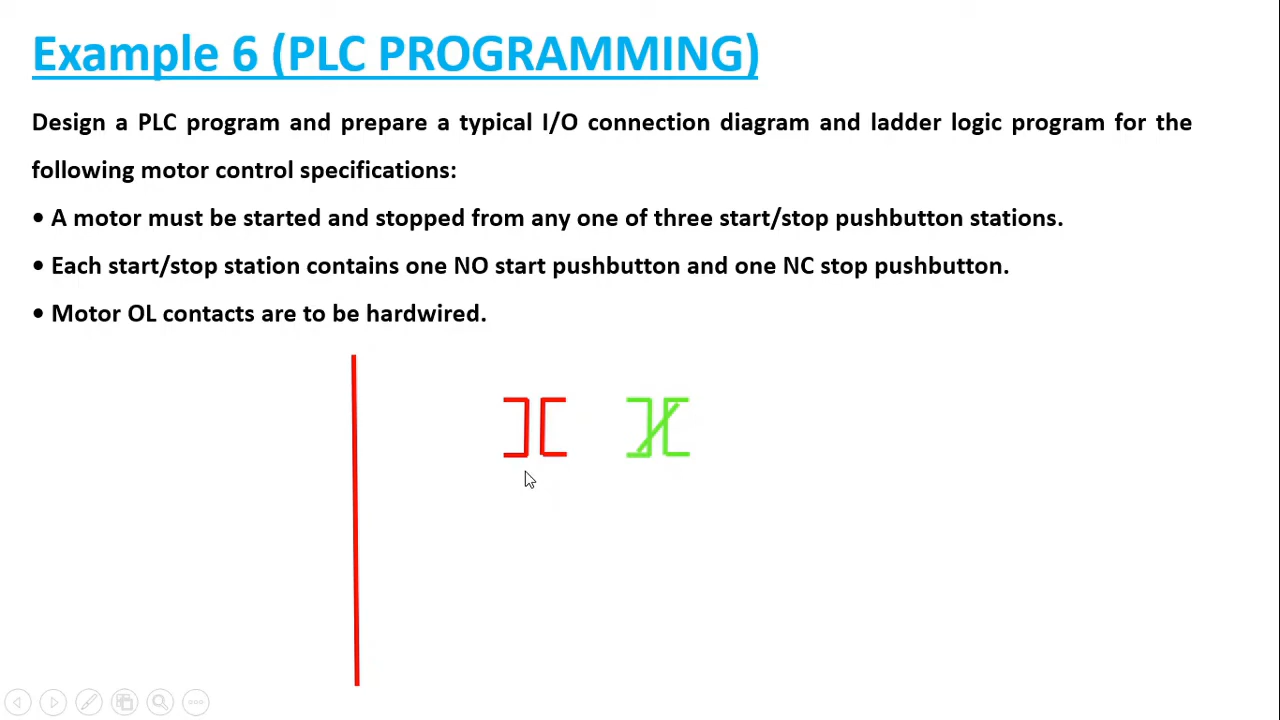 Example 6 (PLC PROGRAMMING)
Design a PLC program and prepare a typical I/O connection diagram and ladder logic program for the
following motor control specifications:
• A motor must be started and stopped from any one of three start/stop pushbutton stations.
• Each start/stop station contains one NO start pushbutton and one NC stop pushbutton.
• Motor OL contacts are to be hardwired.